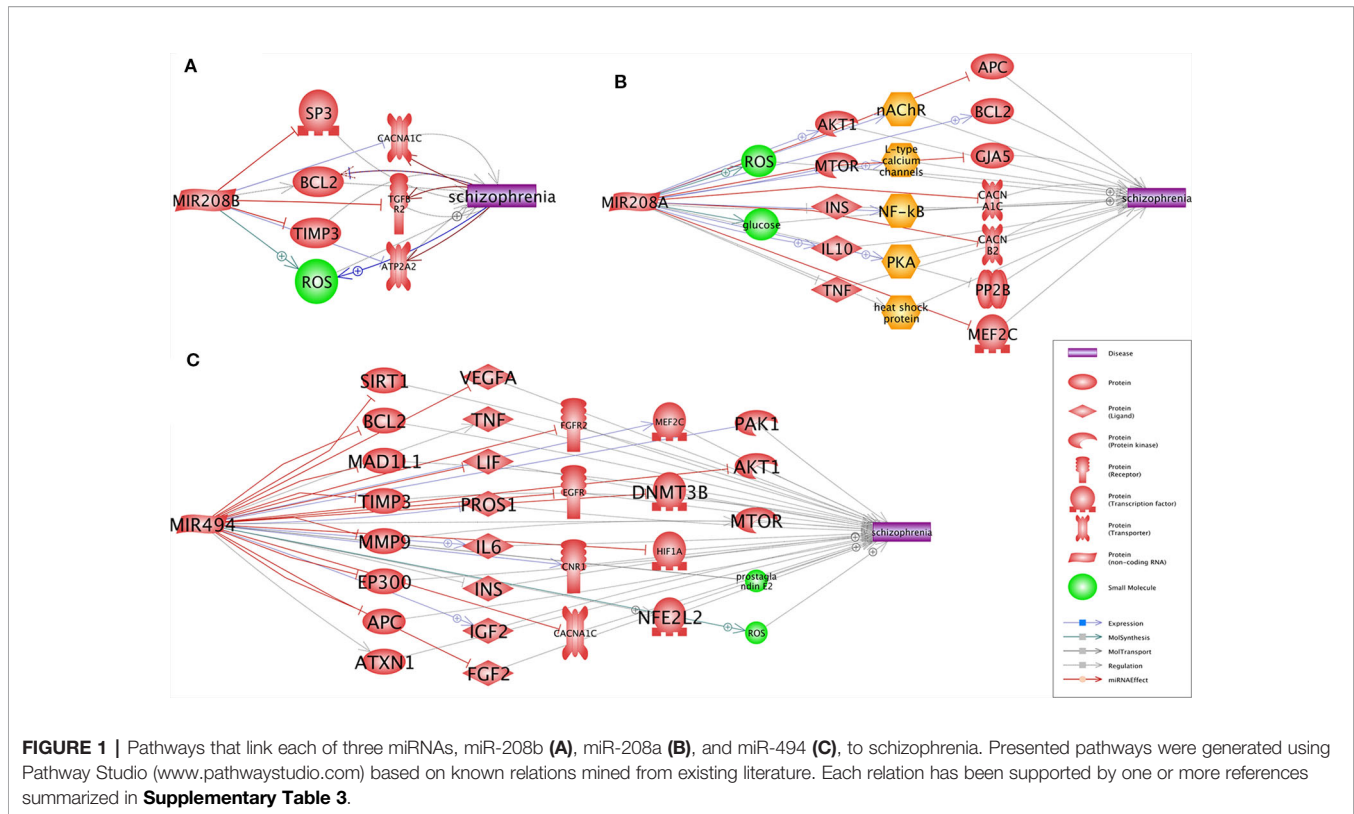 A
SP3
CACNA1C
BCL2
MIR208B
TGFB
R2
schizophrenia
TIMP3
ATP2A2
ROS
B
APC
nAChR
BCL2
AKT1
L-type
calcium
channels
GJA5
ROS
MTOR
MIR208A
CACN
A1C
schizophrenia
INS
NF-kB
glucose
CACN
B2
IL10
PKA
TNF
PP2B
heat shock
protein
MEF2C
C
SIRT1
VEGFA
BCL2
TNF
FGFR2
MEF2C
PAK1
MAD1L1
LIF
AKT1
TIMP3
PROS1
EGFR
DNMT3B
MIR494
MTOR
schizophrenia
MMP9
IL6
HIF1A
CNR1
EP300
INS
prostagla
ndin E2
APC
IGF2
CACNA1C
NFE2L2
ROS
ATXN1
FGF2
Disease
Protein
Protein
(Ligand)
Protein
(Protein kinase)
Protein
(Receptor)
Protein
(Transcription factor)
Protein
(Transporter)
Protein
(non-coding RNA)
Small Molecule
Expression
MolSynthesis
MolTransport
Regulation
miRNAEffect
FIGURE 1 | Pathways that link each of three miRNAs, miR-208b (A), miR-208a (B), and miR-494 (C), to schizophrenia. Presented pathways were generated using
Pathway Studio (www.pathwaystudio.com) based on known relations mined from existing literature. Each relation has been supported by one or more references
summarized in Supplementary Table 3.